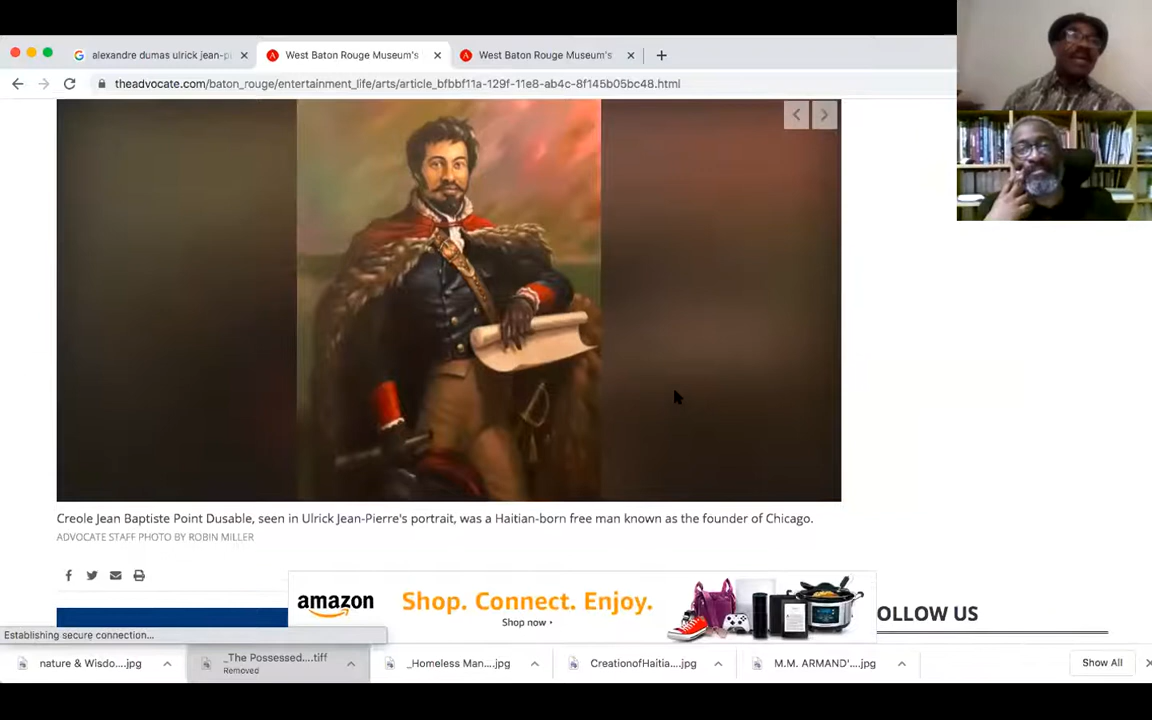 alexandre dumas ulrick jean-p
West Baton Rouge Museum's
West Baton Rouge Museum's
theadvocate.com/baton_rouge/entertainment_life/arts/article_bfbbf11a-129f-11e8-ab4c-8f145b05bc48.html
Creole Jean Baptiste Point Dusable, seen in Ulrick Jean-Pierre's portrait, was a Haitian-born free man known as the founder of Chicago.
ADVOCATE STAFF PHOTO BY ROBIN MILLER
amazon
Shop. Connect. Enjoy.
Shop now
OLLOW US
Establishing secure connection...
nature & Wisdo....jpg
_The Possessed....tiff
Removed
_Homeless Man....jpg
CreationofHaitia....jpg
M.M. ARMAND'....jpg
Show All